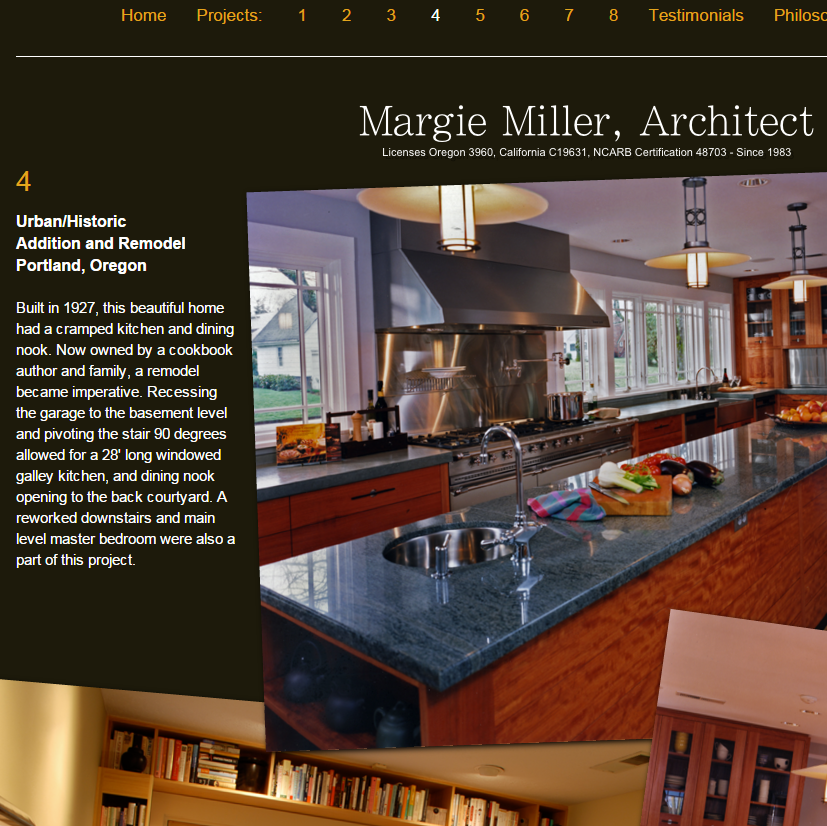 Home Projects: 1 2 3 4 5 6 7 8 Testimonials Philoso
Margie Miller, Architect
Licenses Oregon 3960, California C19631, NCARB Certification 48703 - Since 1983
4
Urban/Historic
Addition and Remodel
Portland, Oregon
Built in 1927, this beautiful home
had a cramped kitchen and dining
nook. Now owned by a cookbook
author and family, a remodel
became imperative. Recessing
the garage to the basement level
and pivoting the stair 90 degrees
allowed for a 28' long windowed
galley kitchen, and dining nook
opening to the back courtyard. A
reworked downstairs and main
level master bedroom were also a
part of this project.